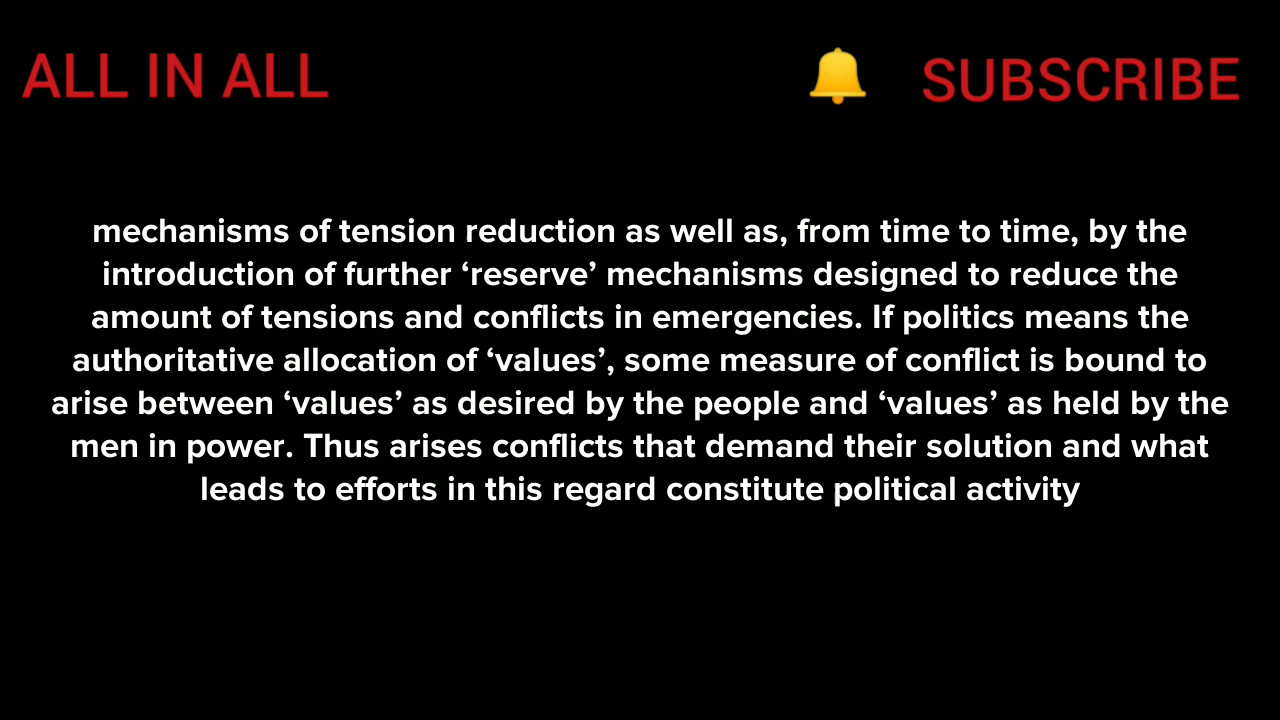 ALL IN ALL
SUBSCRIBE
mechanisms of tension reduction as well as, from time to time, by the
introduction of further ‘reserve’ mechanisms designed to reduce the
amount of tensions and conflicts in emergencies. If politics means the
authoritative allocation of ‘values’, some measure of conflict is bound to
arise between ‘values’ as desired by the people and ‘values’ as held by the
men in power. Thus arises conflicts that demand their solution and what
leads to efforts in this regard constitute political activity